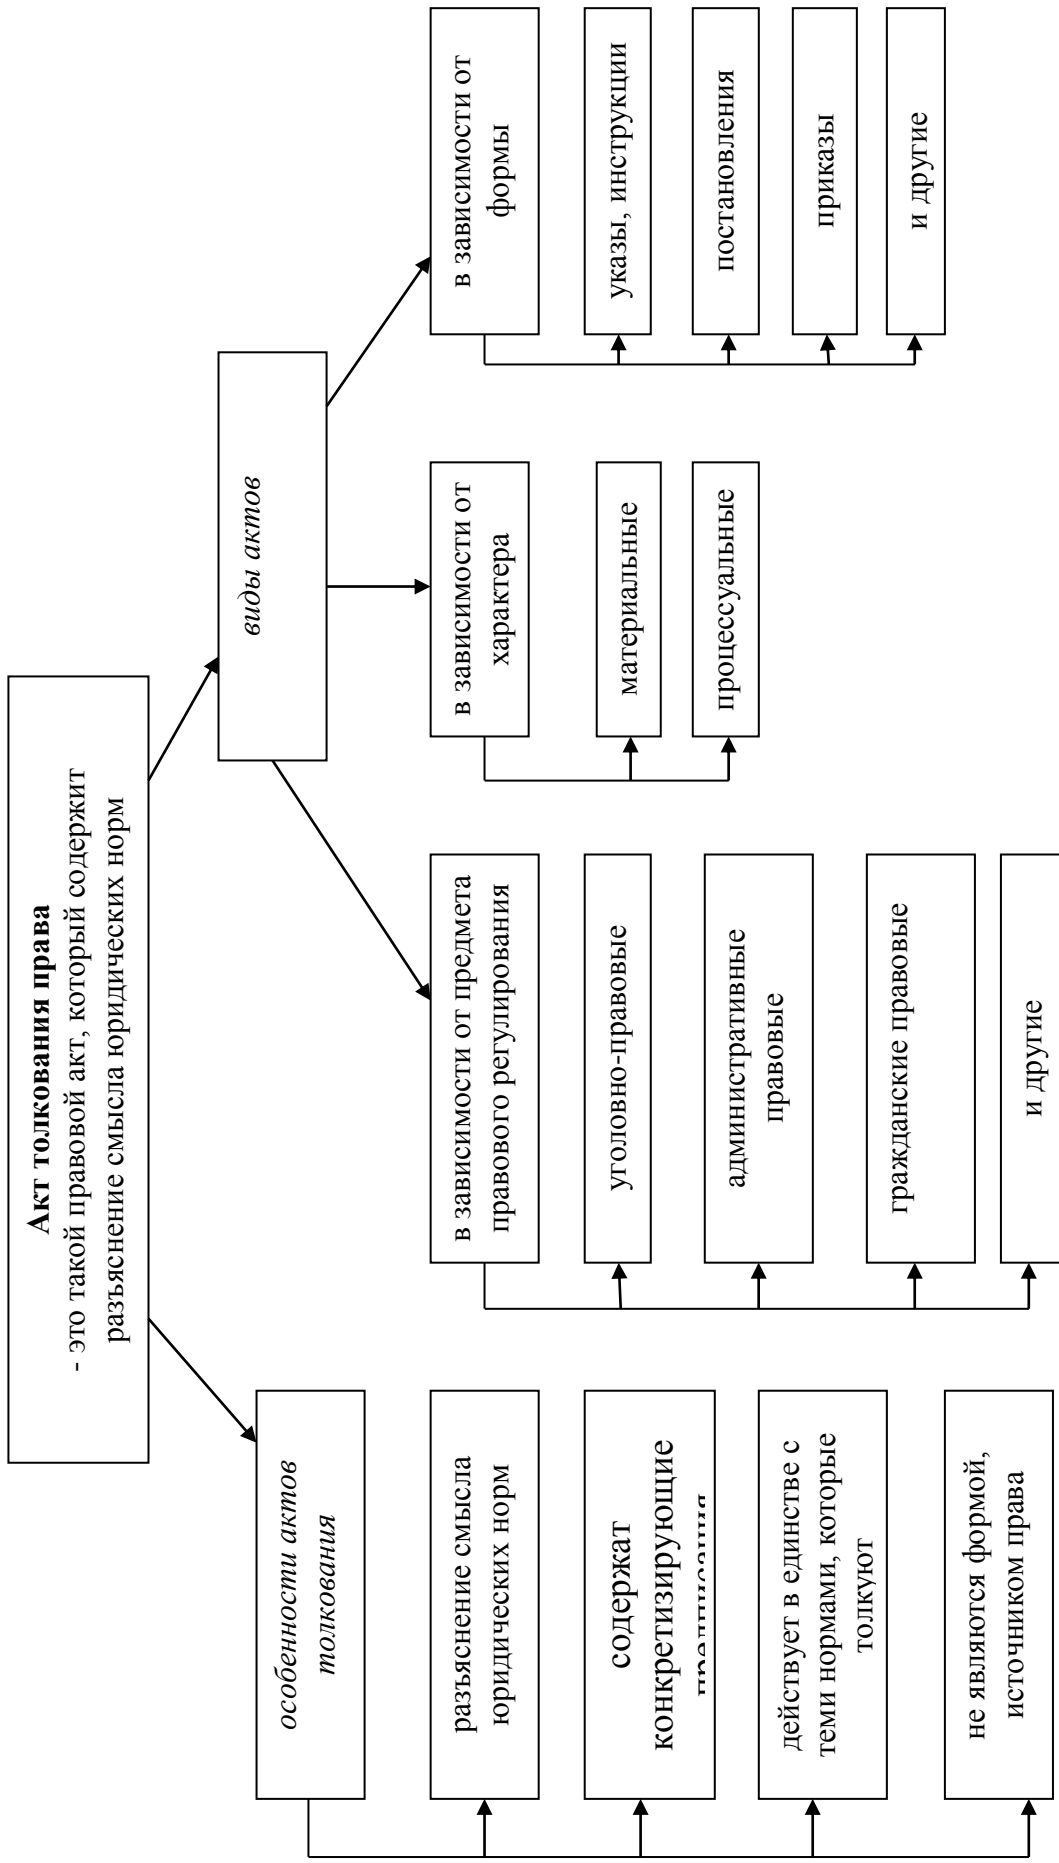 Акт толкования права
- это такой правовой акт, который содержит
разъяснение смысла юридических норм
особенности актов
толкования
разъяснение смысла
юридических норм
содержат
конкретизирующие
действует в единстве с
теми нормами, которые
толкуют
не являются формой,
источником права
виды актов
в зависимости от предмета
правового регулирования
уголовно-правовые
административные
правовые
гражданские правовые
и другие
в зависимости от
характера
материальные
процессуальные
в зависимости от
формы
указы, инструкции
постановления
приказы
и другие